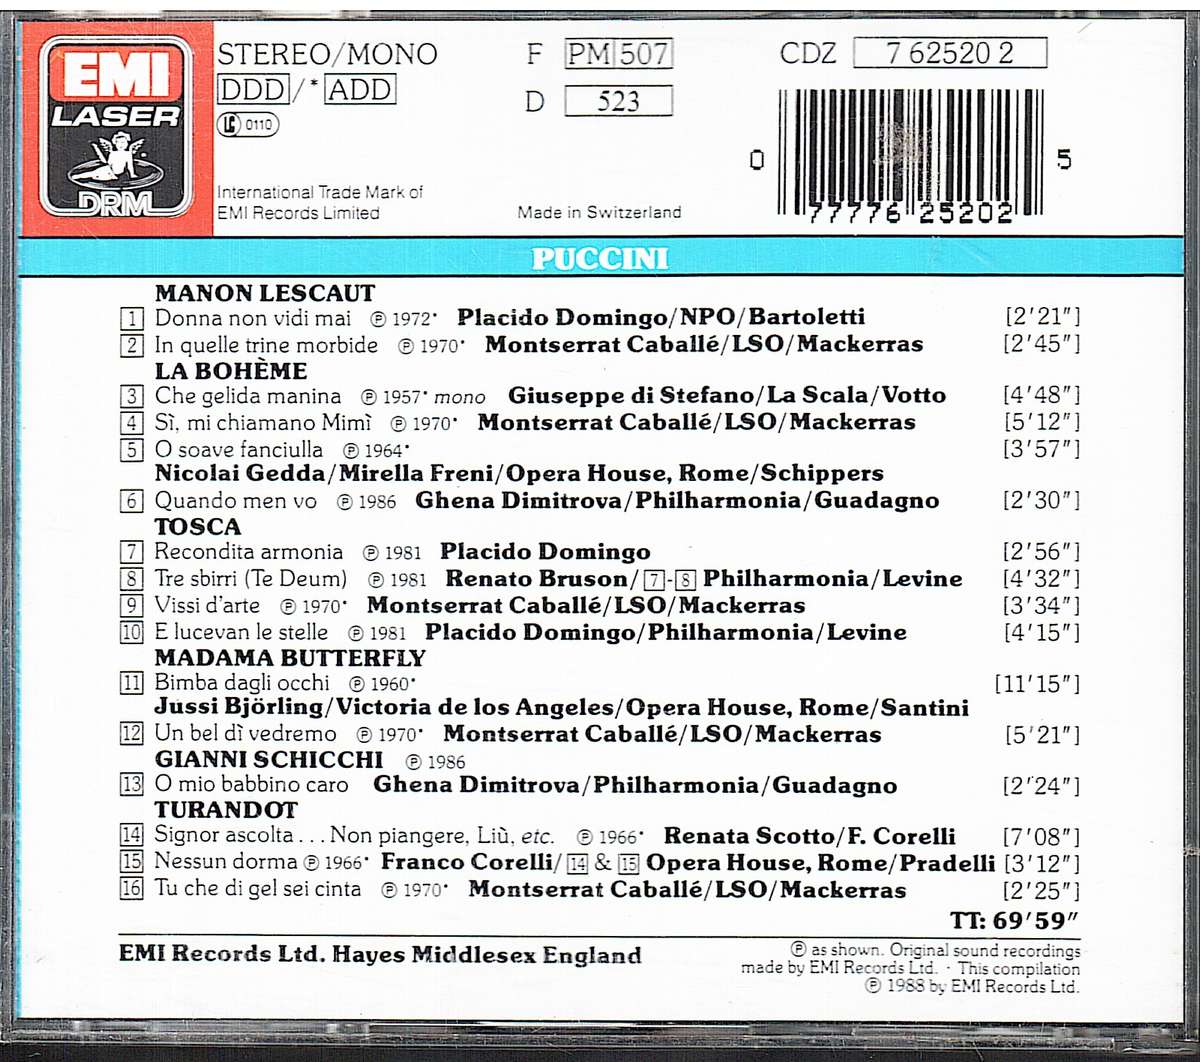 EMI
LASER
DRM
STEREO/MONO
DDD/*ADD
LC 0110
International Trade Mark of
EMI Records Limited
F PM 507
D 523
Made in Switzerland
CDZ 7 62520 2
0 77776 25202 5
PUCCINI
MANON LESCAUT
1 Donna non vidi mai ℗ 1972* Placido Domingo/NPO/Bartoletti [2'21"]
2 In quelle trine morbide ℗ 1970* Montserrat Caballé/LSO/Mackerras [2'45"]
LA BOHÈME
3 Che gelida manina ℗ 1957* mono Giuseppe di Stefano/La Scala/Votto [4'48"]
4 Sì, mi chiamano Mimì ℗ 1970* Montserrat Caballé/LSO/Mackerras [5'12"]
5 O soave fanciulla ℗ 1964* [3'57"]
Nicolai Gedda/Mirella Freni/Opera House, Rome/Schippers
6 Quando men vo ℗ 1986 Ghena Dimitrova/Philharmonia/Guadagno [2'30"]
TOSCA
7 Recondita armonia ℗ 1981 Placido Domingo [2'56"]
8 Tre sbirri (Te Deum) ℗ 1981 Renato Bruson/ 7-8 Philharmonia/Levine [4'32"]
9 Vissi d'arte ℗ 1970* Montserrat Caballé/LSO/Mackerras [3'34"]
10 E lucevan le stelle ℗ 1981 Placido Domingo/Philharmonia/Levine [4'15"]
MADAMA BUTTERFLY
11 Bimba dagli occhi ℗ 1960* [11'15"]
Jussi Björling/Victoria de los Angeles/Opera House, Rome/Santini
12 Un bel dì vedremo ℗ 1970* Montserrat Caballé/LSO/Mackerras [5'21"]
GIANNI SCHICCHI ℗ 1986
13 O mio babbino caro Ghena Dimitrova/Philharmonia/Guadagno [2'24"]
TURANDOT
14 Signor ascolta... Non piangere, Liù, etc. ℗ 1966* Renata Scotto/F. Corelli [7'08"]
15 Nessun dorma ℗ 1966* Franco Corelli/ 14 & 15 Opera House, Rome/Pradelli [3'12"]
16 Tu che di gel sei cinta ℗ 1970* Montserrat Caballé/LSO/Mackerras [2'25"]
TT: 69'59"
EMI Records Ltd. Hayes Middlesex England
℗ as shown. Original sound recordings
made by EMI Records Ltd. · This compilation
℗ 1988 by EMI Records Ltd.